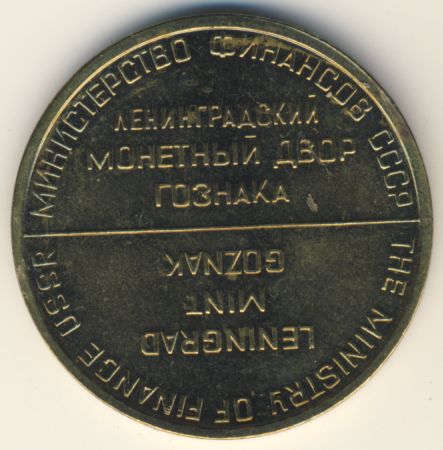 МИНИСТЕРСТВО ФИНАНСОВ СССР
ЛЕНИНГРАДСКИЙ
МОНЕТНЫЙ ДВОР
ГОЗНАКА
THE MINISTRY OF FINANCE USSR
LENINGRAD
MINT
GOZNAK